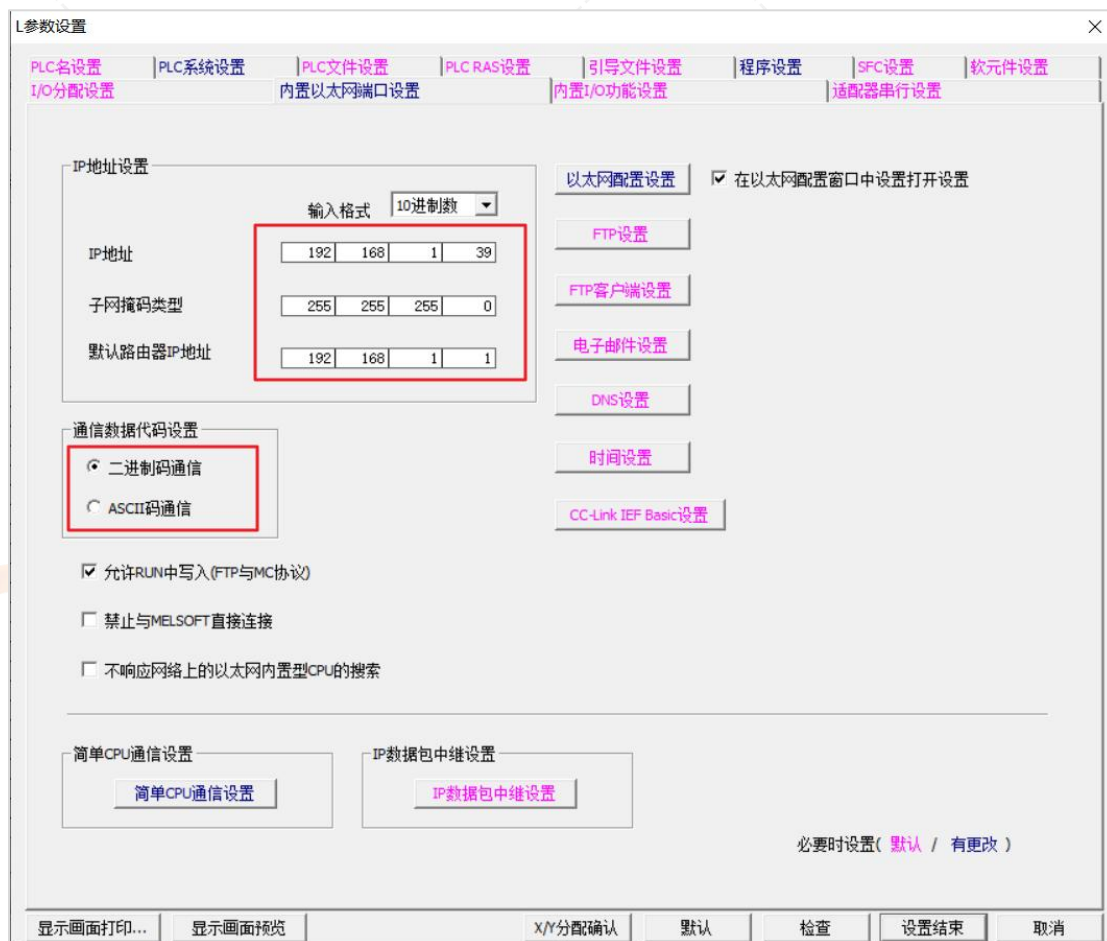 L参数设置
PLC名设置 PLC系统设置 PLC文件设置 PLC RAS设置 引导文件设置 程序设置 SFC设置 软元件设置
I/O分配设置 内置以太网端口设置 内置I/O功能设置 适配器串行设置
IP地址设置
以太网配置设置 在以太网配置窗口中设置打开设置
输入格式 10进制数
FTP设置
IP地址 192 168 1 39
FTP客户端设置
子网掩码类型 255 255 255 0
电子邮件设置
默认路由器IP地址 192 168 1 1
DNS设置
通信数据代码设置
二进制码通信
时间设置
ASCII码通信
CC-Link IEF Basic设置
允许RUN中写入(FTP与MC协议)
禁止与MELSOFT直接连接
不响应网络上的以太网内置型CPU的搜索
简单CPU通信设置 IP数据包中继设置
简单CPU通信设置 IP数据包中继设置
必要时设置( 默认 / 有更改 )
显示画面打印... 显示画面预览 X/Y分配确认 默认 检查 设置结束 取消